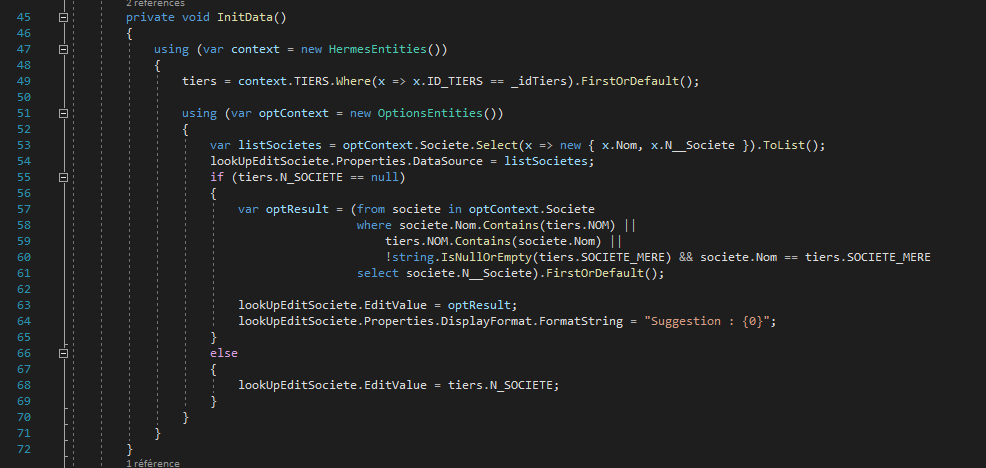 2 références
45 private void InitData()
46 {
47 using (var context = new HermesEntities())
48 {
49 tiers = context.TIERS.Where(x => x.ID_TIERS == _idTiers).FirstOrDefault();
50
51 using (var optContext = new OptionsEntities())
52 {
53 var listSocietes = optContext.Societe.Select(x => new { x.Nom, x.N__Societe }).ToList();
54 lookUpEditSociete.Properties.DataSource = listSocietes;
55 if (tiers.N_SOCIETE == null)
56 {
57 var optResult = (from societe in optContext.Societe
58 where societe.Nom.Contains(tiers.NOM) ||
59 tiers.NOM.Contains(societe.Nom) ||
60 !string.IsNullOrEmpty(tiers.SOCIETE_MERE) && societe.Nom == tiers.SOCIETE_MERE
61 select societe.N__Societe).FirstOrDefault();
62
63 lookUpEditSociete.EditValue = optResult;
64 lookUpEditSociete.Properties.DisplayFormat.FormatString = "Suggestion : {0}";
65 }
66 else
67 {
68 lookUpEditSociete.EditValue = tiers.N_SOCIETE;
69 }
70 }
71 }
72 }
1 référence